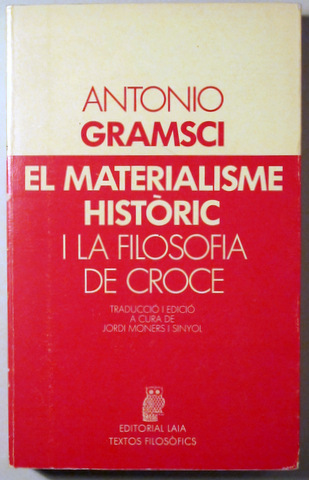 ANTONIO
GRAMSCI
EL MATERIALISME
HISTÒRIC
I LA FILOSOFIA
DE CROCE
TRADUCCIÓ I EDICIÓ
A CURA DE
JORDI MONERS I SINYOL
EDITORIAL LAIA
TEXTOS FILOSÒFICS